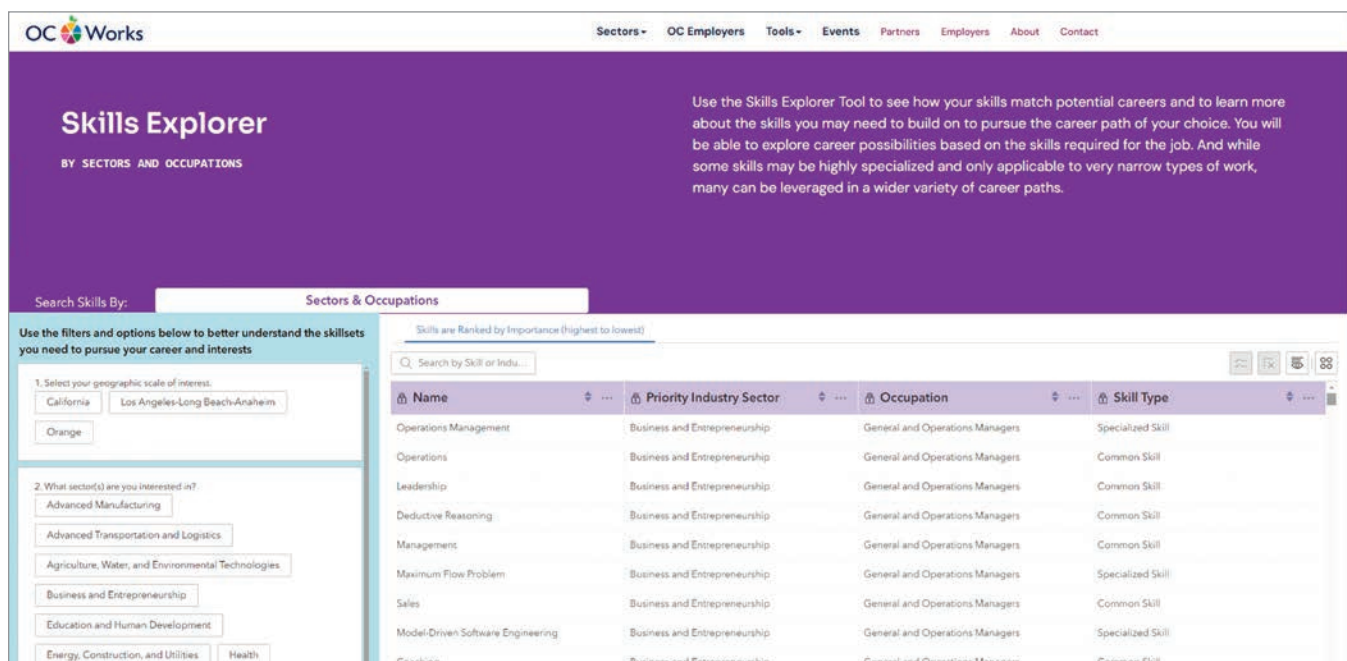 OC Works
Sectors OC Employers Tools Events Partners Employers About Contact
Skills Explorer
BY SECTORS AND OCCUPATIONS
Use the Skills Explorer Tool to see how your skills match potential careers and to learn more
about the skills you may need to build on to pursue the career path of your choice. You will
be able to explore career possibilities based on the skills required for the job. And while
some skills may be highly specialized and only applicable to very narrow types of work,
many can be leveraged in a wider variety of career paths.
Search Skills By: Sectors & Occupations
Use the filters and options below to better understand the skillsets
you need to pursue your career and interests
1. Select your geographic scale of interest.
California Los Angeles-Long Beach-Anaheim
Orange
2. What sector(s) are you interested in?
Advanced Manufacturing
Advanced Transportation and Logistics
Agriculture, Water, and Environmental Technologies
Business and Entrepreneurship
Education and Human Development
Energy, Construction, and Utilities Health
Skills are Ranked by Importance (highest to lowest)
Search by Skill or Indu...
Name Priority Industry Sector Occupation Skill Type
Operations Management Business and Entrepreneurship General and Operations Managers Specialized Skill
Operations Business and Entrepreneurship General and Operations Managers Common Skill
Leadership Business and Entrepreneurship General and Operations Managers Common Skill
Deductive Reasoning Business and Entrepreneurship General and Operations Managers Common Skill
Management Business and Entrepreneurship General and Operations Managers Common Skill
Maximum Flow Problem Business and Entrepreneurship General and Operations Managers Specialized Skill
Sales Business and Entrepreneurship General and Operations Managers Common Skill
Model-Driven Software Engineering Business and Entrepreneurship General and Operations Managers Specialized Skill
Coaching Business and Entrepreneurship General and Operations Managers Common Skill